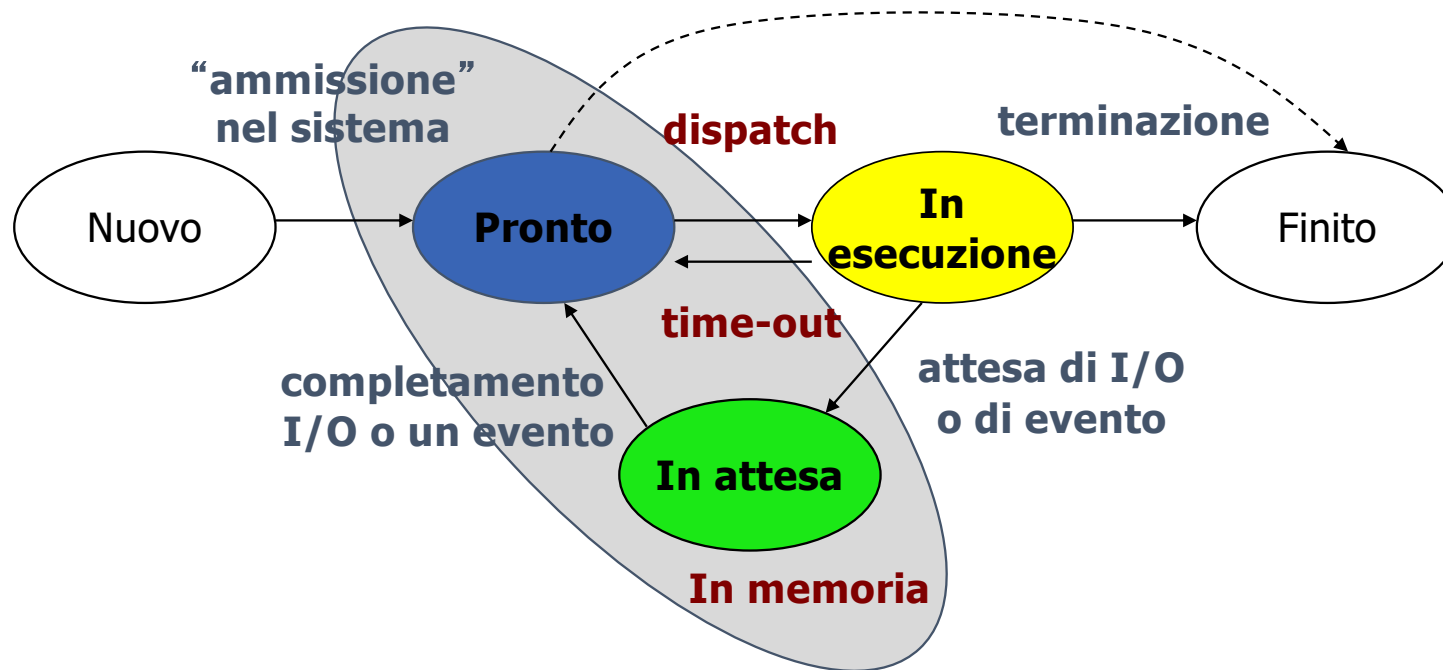 “ammissione”
nel sistema
dispatch
terminazione
Nuovo
Pronto
In
esecuzione
Finito
time-out
completamento
I/O o un evento
attesa di I/O
o di evento
In attesa
In memoria